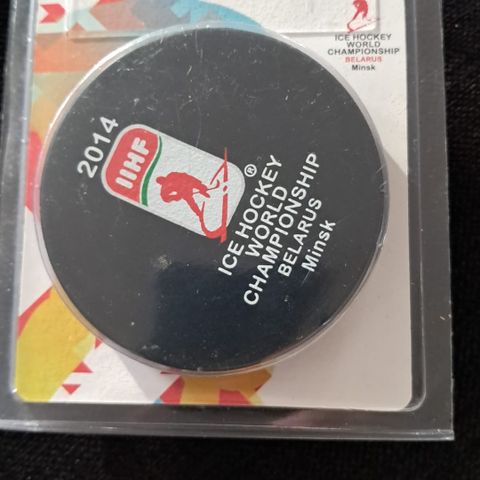 ICE HOCKEY
WORLD
CHAMPIONSHIP
BELARUS
Minsk
2014
IIHF
®
ICE HOCKEY
WORLD
CHAMPIONSHIP
BELARUS
Minsk